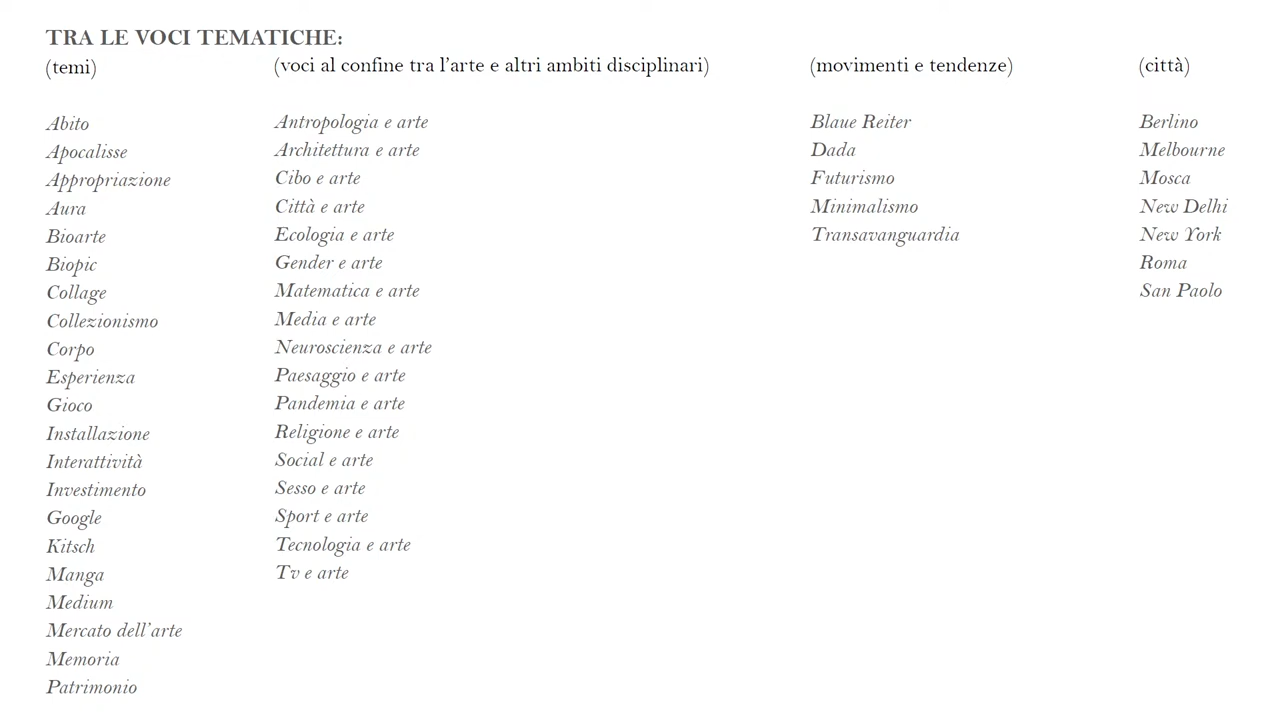 TRA LE VOCI TEMATICHE:
(temi)
Abito
Apocalisse
Appropriazione
Aura
Bioarte
Biopic
Collage
Collezionismo
Corpo
Esperienza
Gioco
Installazione
Interattività
Investimento
Google
Kitsch
Manga
Medium
Mercato dell'arte
Memoria
Patrimonio
(voci al confine tra l'arte e altri ambiti disciplinari)
Antropologia e arte
Architettura e arte
Cibo e arte
Città e arte
Ecologia e arte
Gender e arte
Matematica e arte
Media e arte
Neuroscienza e arte
Paesaggio e arte
Pandemia e arte
Religione e arte
Social e arte
Sesso e arte
Sport e arte
Tecnologia e arte
Tv e arte
(movimenti e tendenze)
Blaue Reiter
Dada
Futurismo
Minimalismo
Transavanguardia
(città)
Berlino
Melbourne
Mosca
New Delhi
New York
Roma
San Paolo